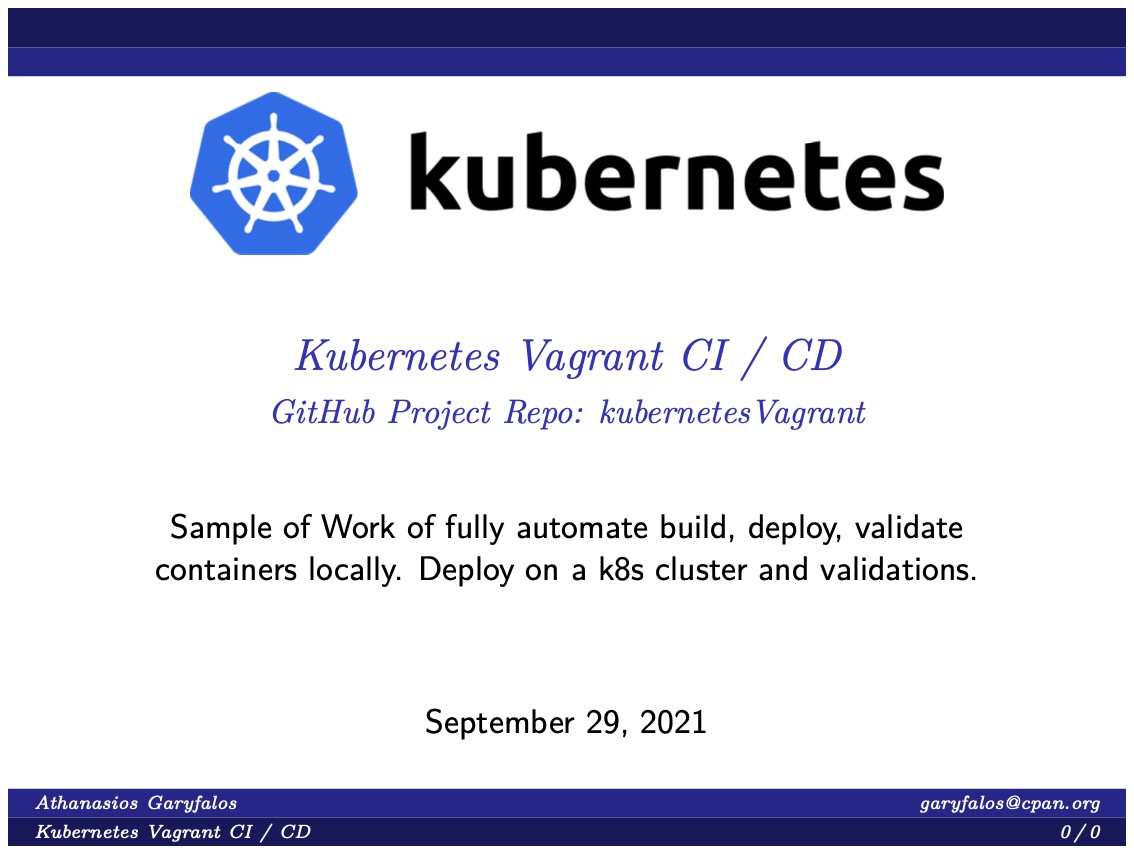 kubernetes
Kubernetes Vagrant CI / CD
GitHub Project Repo: kubernetesVagrant
Sample of Work of fully automate build, deploy, validate
containers locally. Deploy on a k8s cluster and validations.
September 29, 2021
Athanasios Garyfalos garyfalos@cpan.org
Kubernetes Vagrant CI / CD 0 / 0